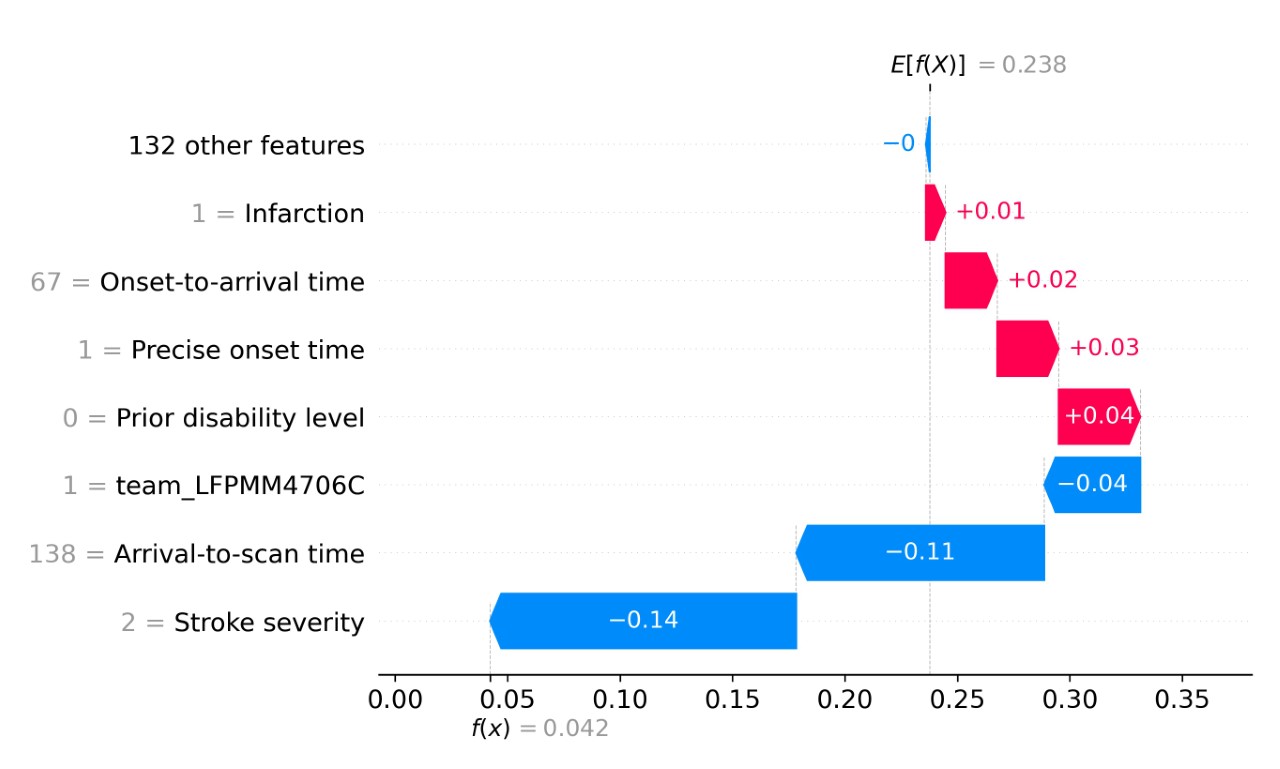 E[f(X)] = 0.238
132 other features −0
1 = Infarction +0.01
67 = Onset-to-arrival time +0.02
1 = Precise onset time +0.03
0 = Prior disability level +0.04
1 = team_LFPMM4706C −0.04
138 = Arrival-to-scan time −0.11
2 = Stroke severity −0.14
0.00 0.05 0.10 0.15 0.20 0.25 0.30 0.35
f(x) = 0.042